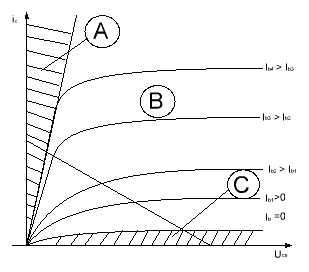 ic
A
Ib4 > Ib3
B
Ib3 > Ib2
Ib2 > Ib1
C
Ib1>0
Ib =0
Uce